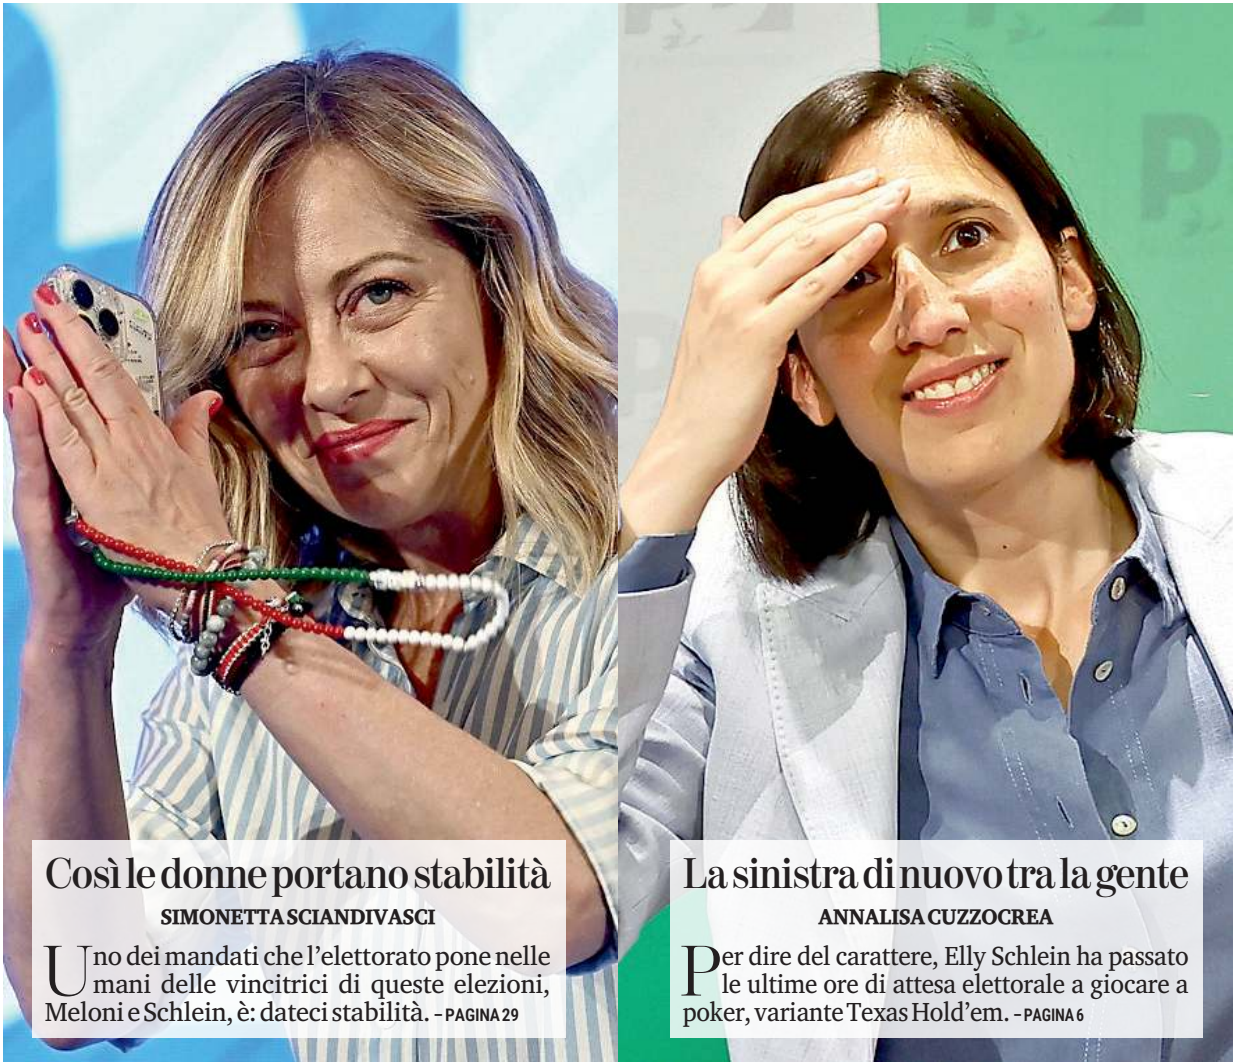 Così le donne portano stabilità
SIMONETTA SCIANDIVASCI
Uno dei mandati che l'elettorato pone nelle
mani delle vincitrici di queste elezioni,
Meloni e Schlein, è: dateci stabilità. – PAGINA 29
La sinistra di nuovo tra la gente
ANNALISA CUZZOCREA
Per dire del carattere, Elly Schlein ha passato
le ultime ore di attesa elettorale a giocare a
poker, variante Texas Hold'em. – PAGINA 6